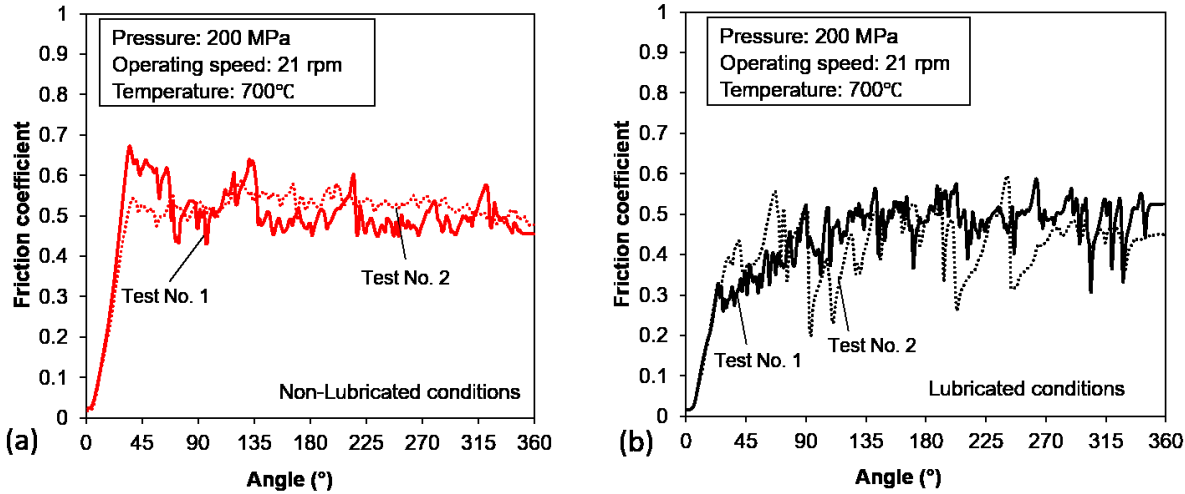 Pressure: 200 MPa
Operating speed: 21 rpm
Temperature: 700℃
Friction coefficient
1
0.9
0.8
0.7
0.6
0.5
0.4
0.3
0.2
0.1
0
Test No. 1
Test No. 2
Non-Lubricated conditions
0 45 90 135 180 225 270 315 360
Angle (°)
(a)
Pressure: 200 MPa
Operating speed: 21 rpm
Temperature: 700℃
Friction coefficient
1
0.9
0.8
0.7
0.6
0.5
0.4
0.3
0.2
0.1
0
Test No. 1
Test No. 2
Lubricated conditions
0 45 90 135 180 225 270 315 360
Angle (°)
(b)